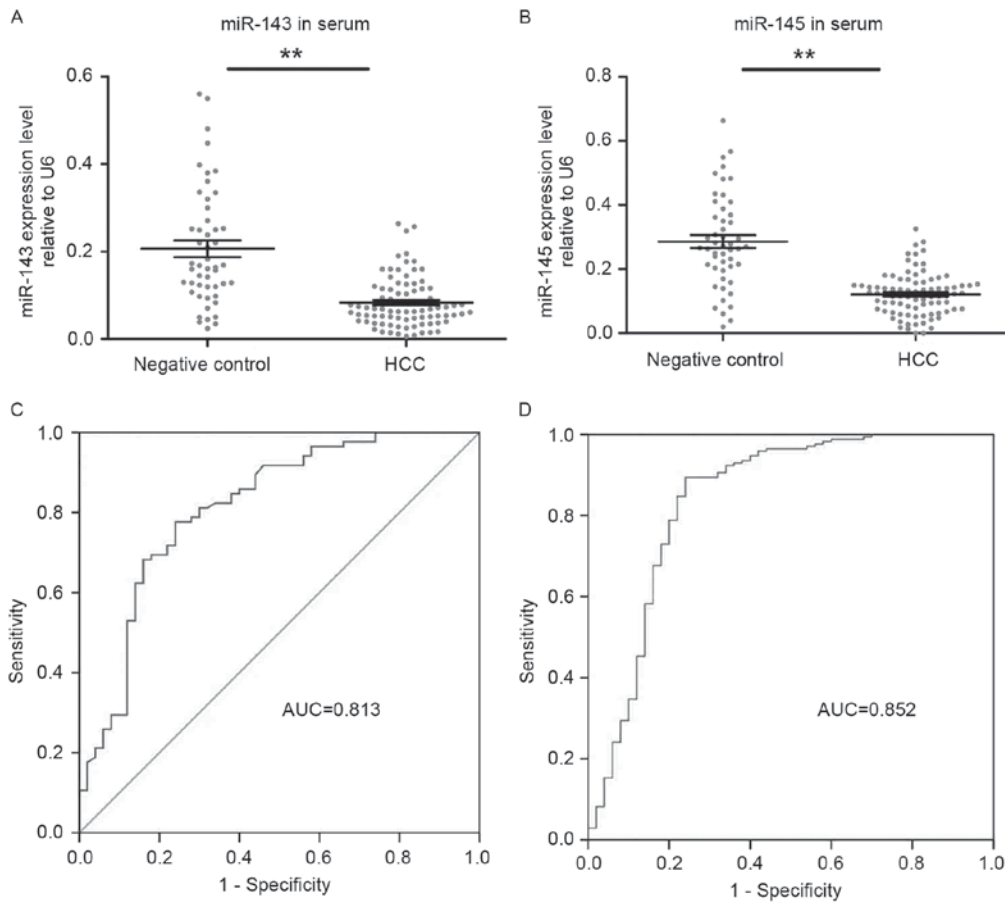 A
miR-143 in serum
**
0.6
0.4
0.2
0.0
miR-143 expression level
relative to U6
Negative control
HCC
B
miR-145 in serum
**
0.8
0.6
0.4
0.2
0.0
miR-145 expression level
relative to U6
Negative control
HCC
C
1.0
0.8
0.6
0.4
0.2
0.0
Sensitivity
AUC=0.813
0.0 0.2 0.4 0.6 0.8 1.0
1 - Specificity
D
1.0
0.8
0.6
0.4
0.2
0.0
Sensitivity
AUC=0.852
0.0 0.2 0.4 0.6 0.8 1.0
1 - Specificity